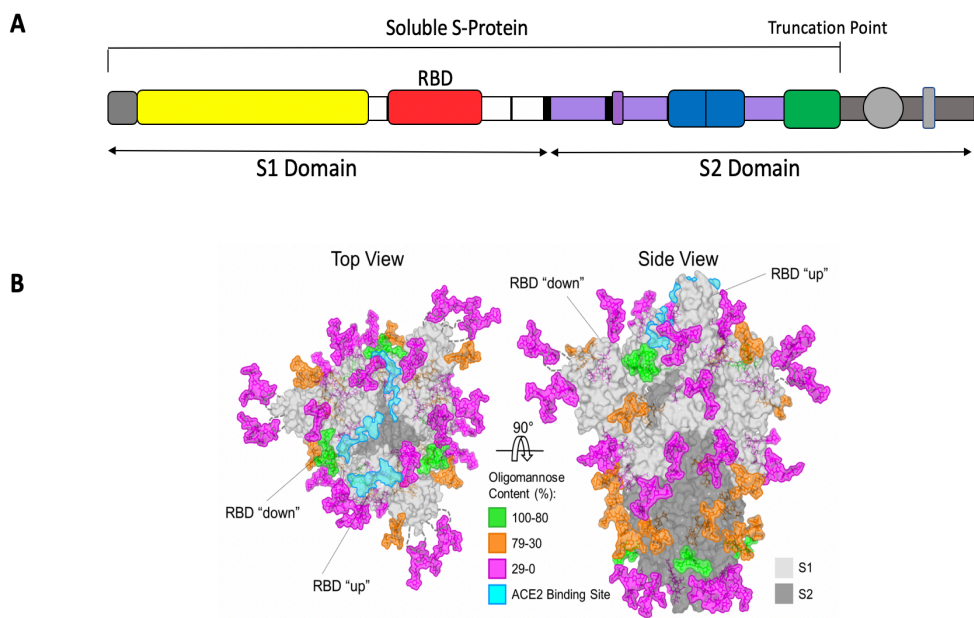 A
Soluble S-Protein
Truncation Point
RBD
S1 Domain
S2 Domain
B
Top View
Side View
RBD "down"
RBD "up"
RBD "down"
RBD "up"
90°
Oligomannose
Content (%):
100-80
79-30
29-0
ACE2 Binding Site
S1
S2